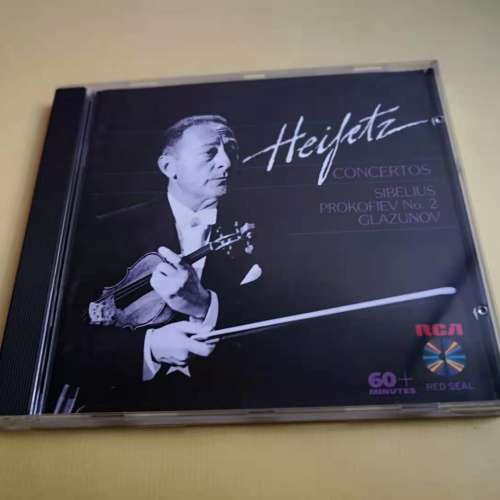 Heifetz
CONCERTOS
SIBELIUS
PROKOFIEV No. 2
GLAZUNOV
RCA
60+
MINUTES
RED SEAL